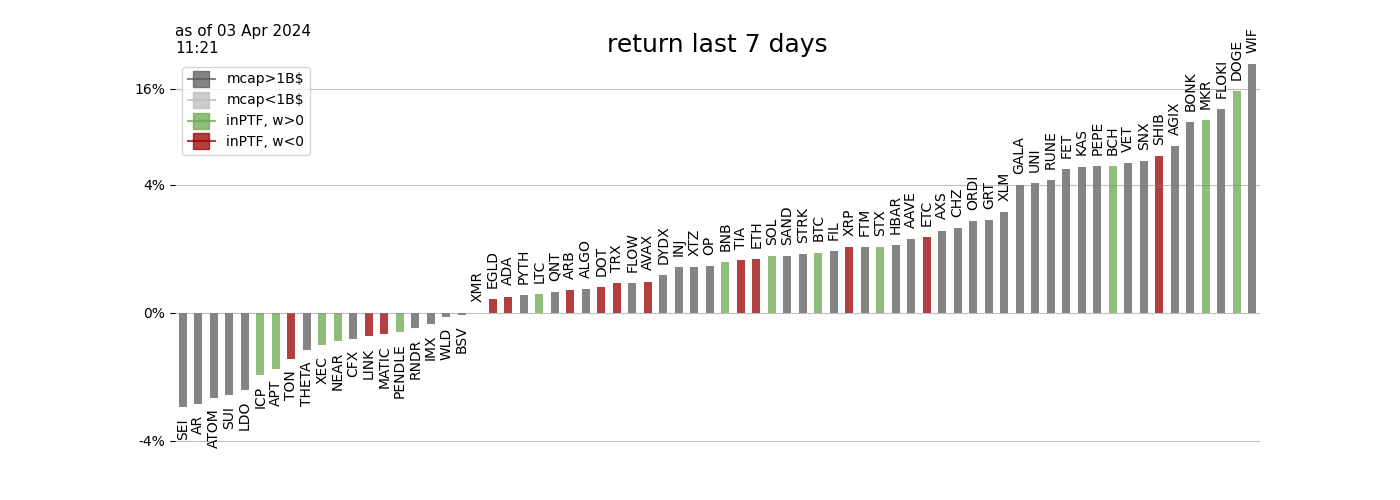 as of 03 Apr 2024
11:21
return last 7 days
mcap>1B$
mcap<1B$
inPTF, w>0
inPTF, w<0
16%
4%
0%
-4%
SEI
AR
ATOM
SUI
LDO
ICP
APT
TON
THETA
XEC
NEAR
CFX
LINK
MATIC
PENDLE
RNDR
IMX
WLD
BSV
XMR
EGLD
ADA
PYTH
LTC
QNT
ARB
ALGO
DOT
TRX
FLOW
AVAX
DYDX
INJ
XTZ
OP
BNB
TIA
ETH
SOL
SAND
STRK
BTC
FIL
XRP
FTM
STX
HBAR
AAVE
ETC
AXS
CHZ
ORDI
GRT
XLM
GALA
UNI
RUNE
FET
KAS
PEPE
BCH
VET
SNX
SHIB
AGIX
BONK
MKR
FLOKI
DOGE
WIF